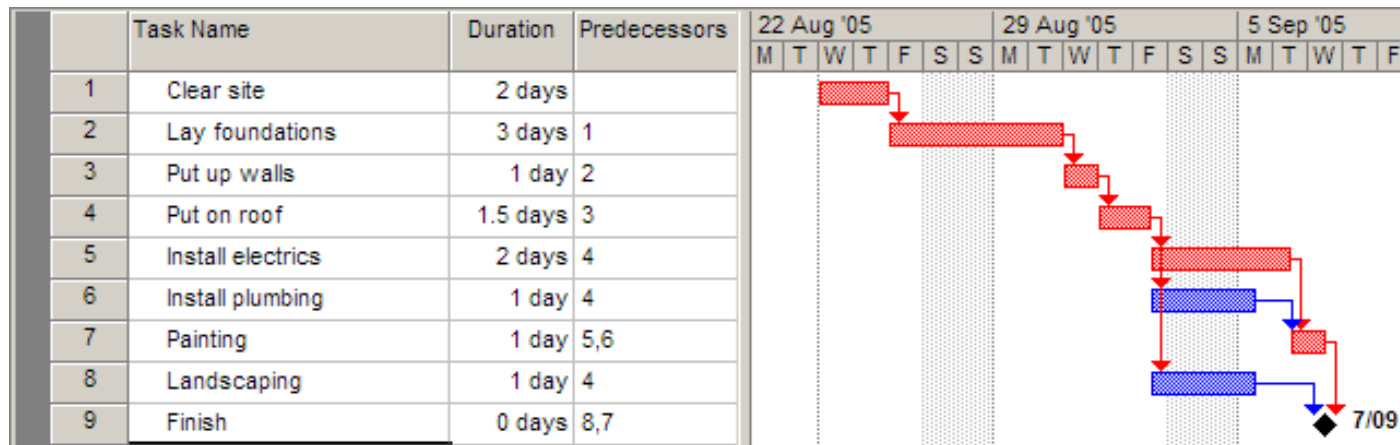 Task Name Duration Predecessors 22 Aug '05 29 Aug '05 5 Sep '05
M T W T F S S M T W T F S S M T W T F
1 Clear site 2 days
2 Lay foundations 3 days 1
3 Put up walls 1 day 2
4 Put on roof 1.5 days 3
5 Install electrics 2 days 4
6 Install plumbing 1 day 4
7 Painting 1 day 5,6
8 Landscaping 1 day 4
9 Finish 0 days 8,7 7/09